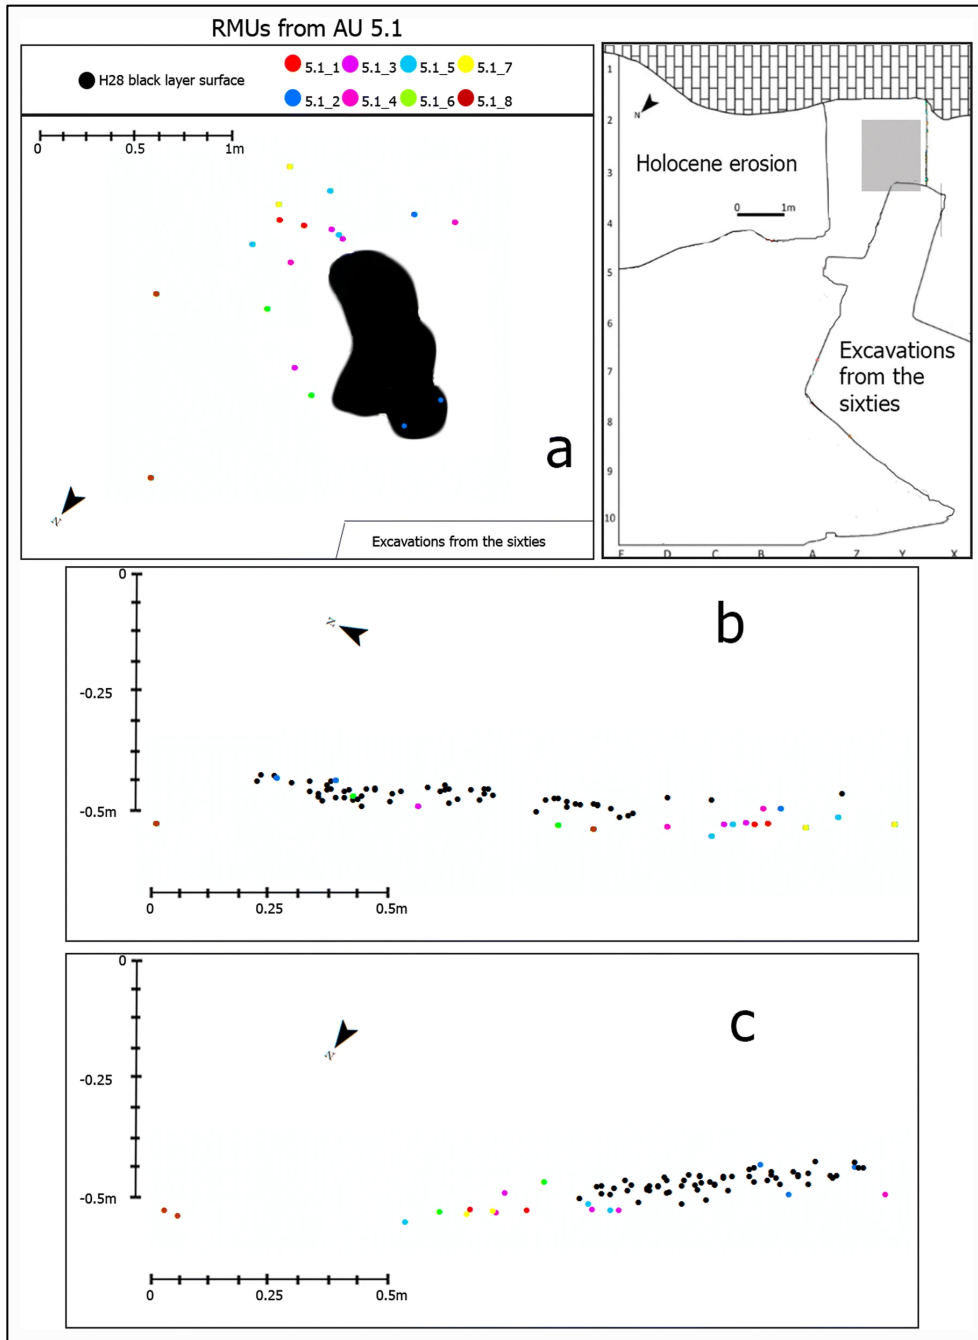 RMUs from AU 5.1
H28 black layer surface
5.1_1 5.1_3 5.1_5 5.1_7
5.1_2 5.1_4 5.1_6 5.1_8
0 0.5 1m
a
N
Excavations from the sixties
1
2
3
4
5
6
7
8
9
10
N
Holocene erosion
0 1m
Excavations
from the
sixties
F D C B A Z Y X
0
-0.25
-0.5m
N
b
0 0.25 0.5m
0
-0.25
-0.5m
N
c
0 0.25 0.5m